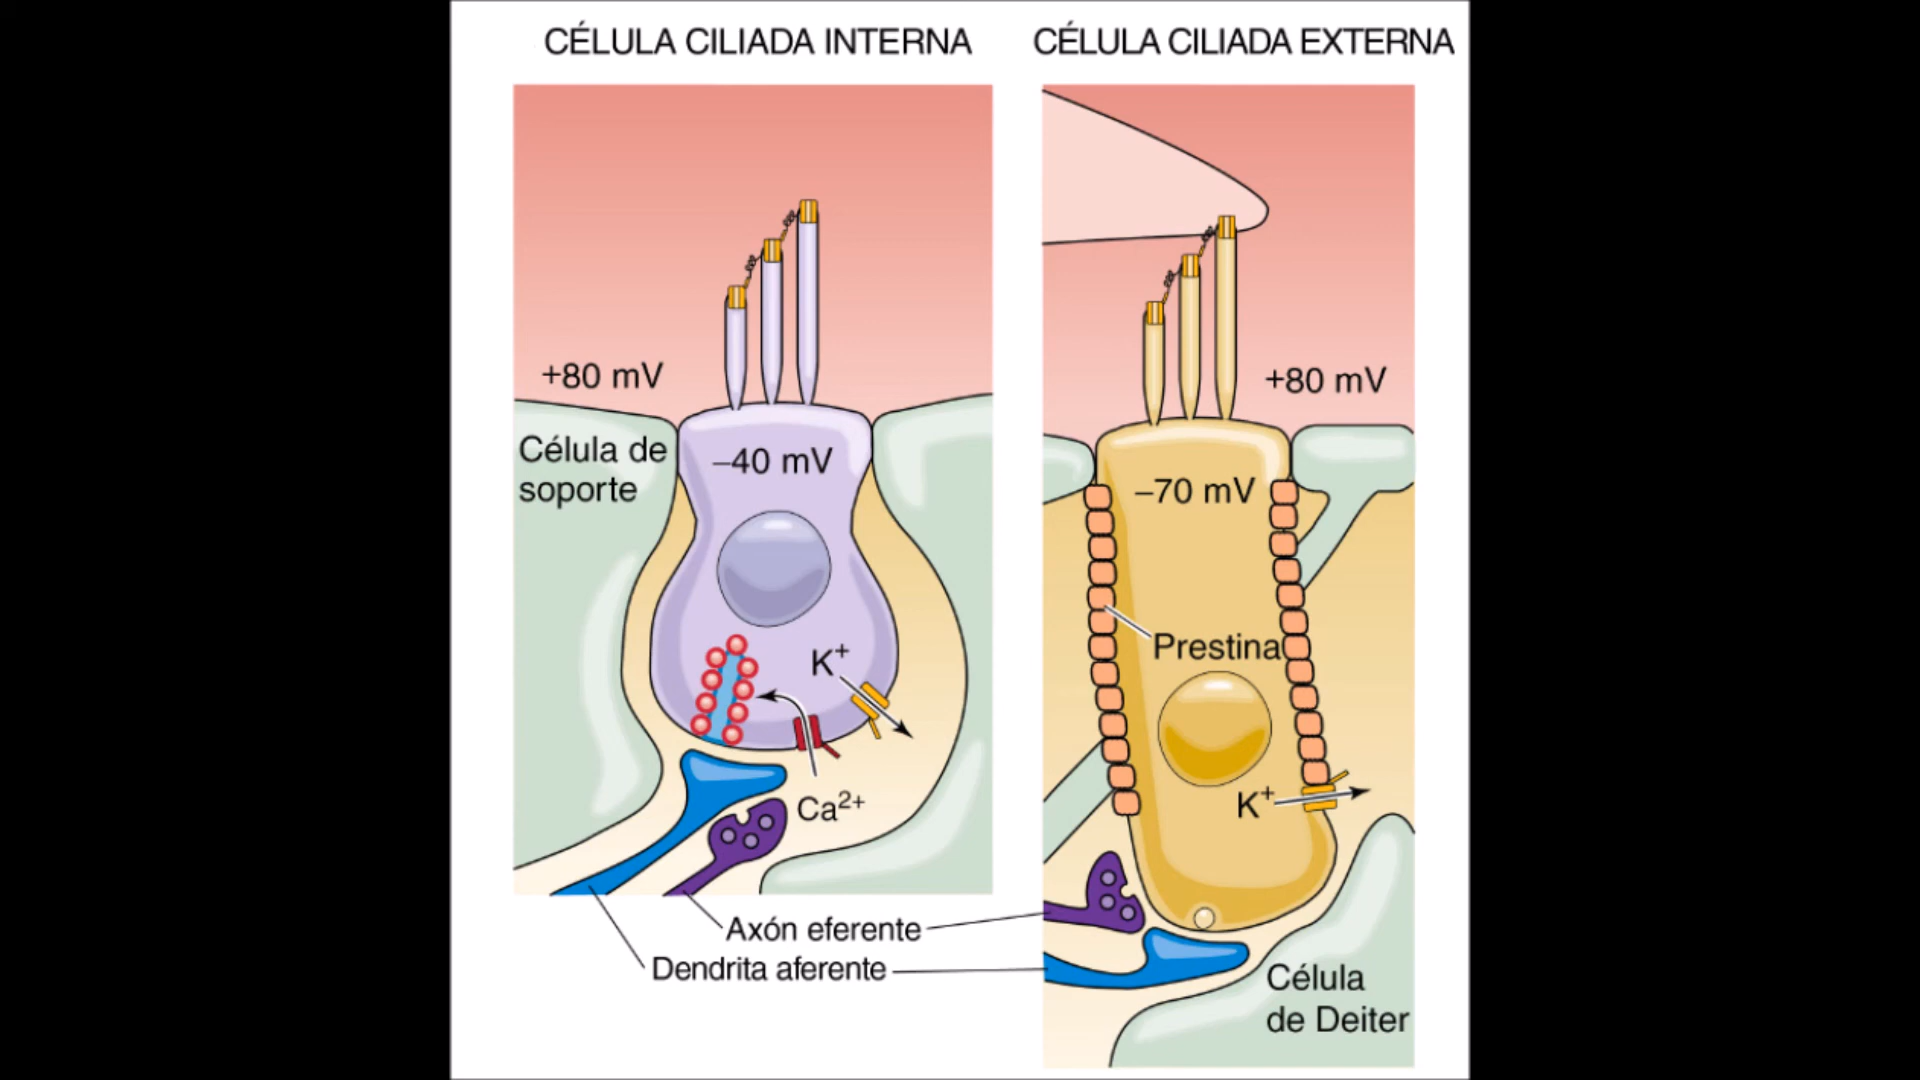 CÉLULA CILIADA INTERNA
+80 mV
Célula de
soporte
–40 mV
K+
Ca2+
Axón eferente
Dendrita aferente
CÉLULA CILIADA EXTERNA
+80 mV
–70 mV
Prestina
K+
Célula
de Deiter